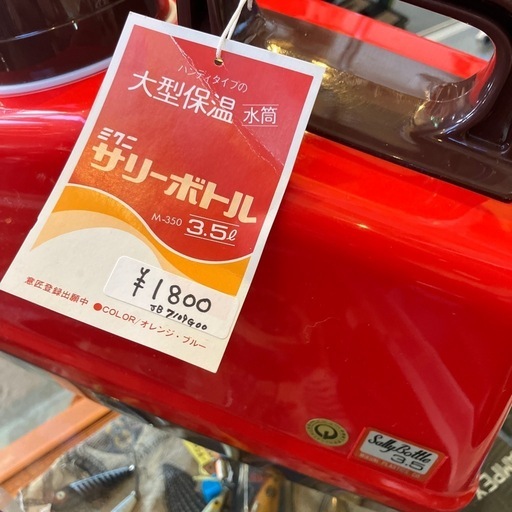 ハンディタイプの
大型保温 水筒
ミクニ
サリーボトル
M-350 3.5ℓ
意匠登録出願中 ●COLOR/オレンジ・ブルー
¥1800
JB7109G00
Sally Bottle
3.5